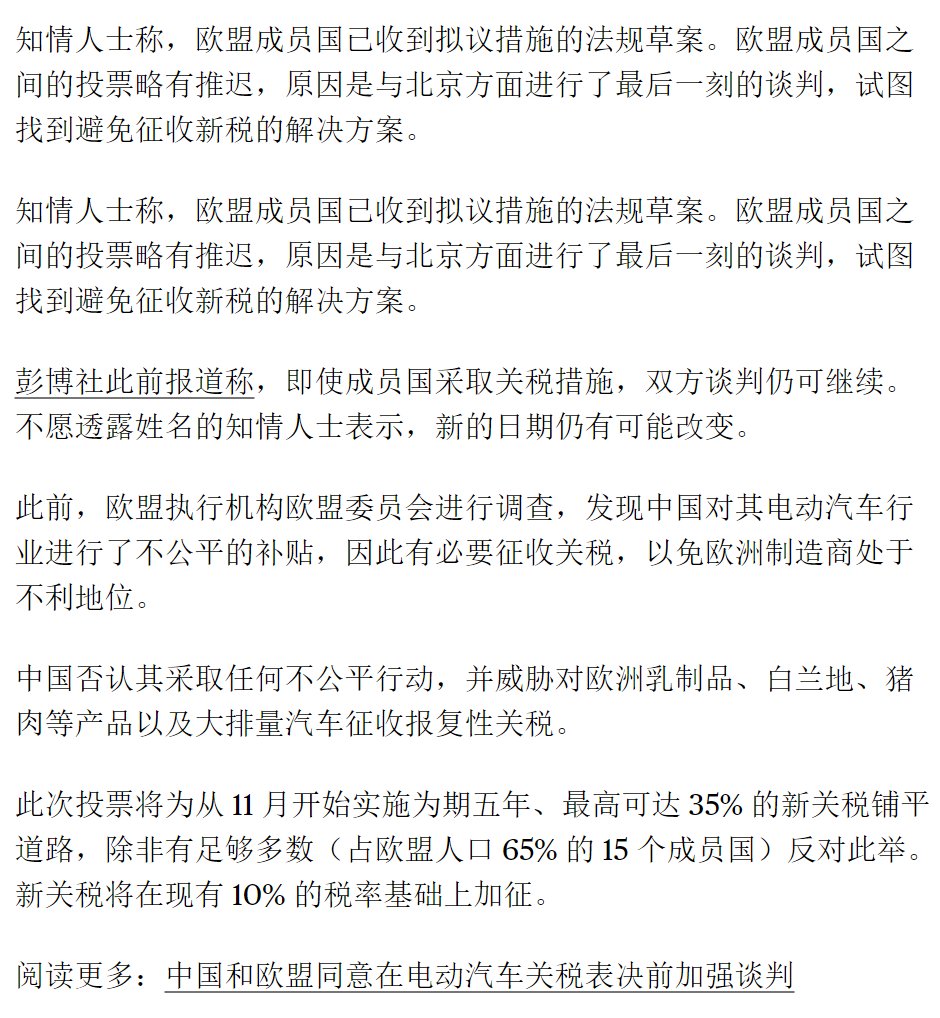 知情人士称，欧盟成员国已收到拟议措施的法规草案。欧盟成员国之
间的投票略有推迟，原因是与北京方面进行了最后一刻的谈判，试图
找到避免征收新税的解决方案。
知情人士称，欧盟成员国已收到拟议措施的法规草案。欧盟成员国之
间的投票略有推迟，原因是与北京方面进行了最后一刻的谈判，试图
找到避免征收新税的解决方案。
彭博社此前报道称，即使成员国采取关税措施，双方谈判仍可继续。
不愿透露姓名的知情人士表示，新的日期仍有可能改变。
此前，欧盟执行机构欧盟委员会进行调查，发现中国对其电动汽车行
业进行了不公平的补贴，因此有必要征收关税，以免欧洲制造商处于
不利地位。
中国否认其采取任何不公平行动，并威胁对欧洲乳制品、白兰地、猪
肉等产品以及大排量汽车征收报复性关税。
此次投票将为从 11 月开始实施为期五年、最高可达 35% 的新关税铺平
道路，除非有足够多数（占欧盟人口 65% 的 15 个成员国）反对此举。
新关税将在现有 10% 的税率基础上加征。
阅读更多：中国和欧盟同意在电动汽车关税表决前加强谈判